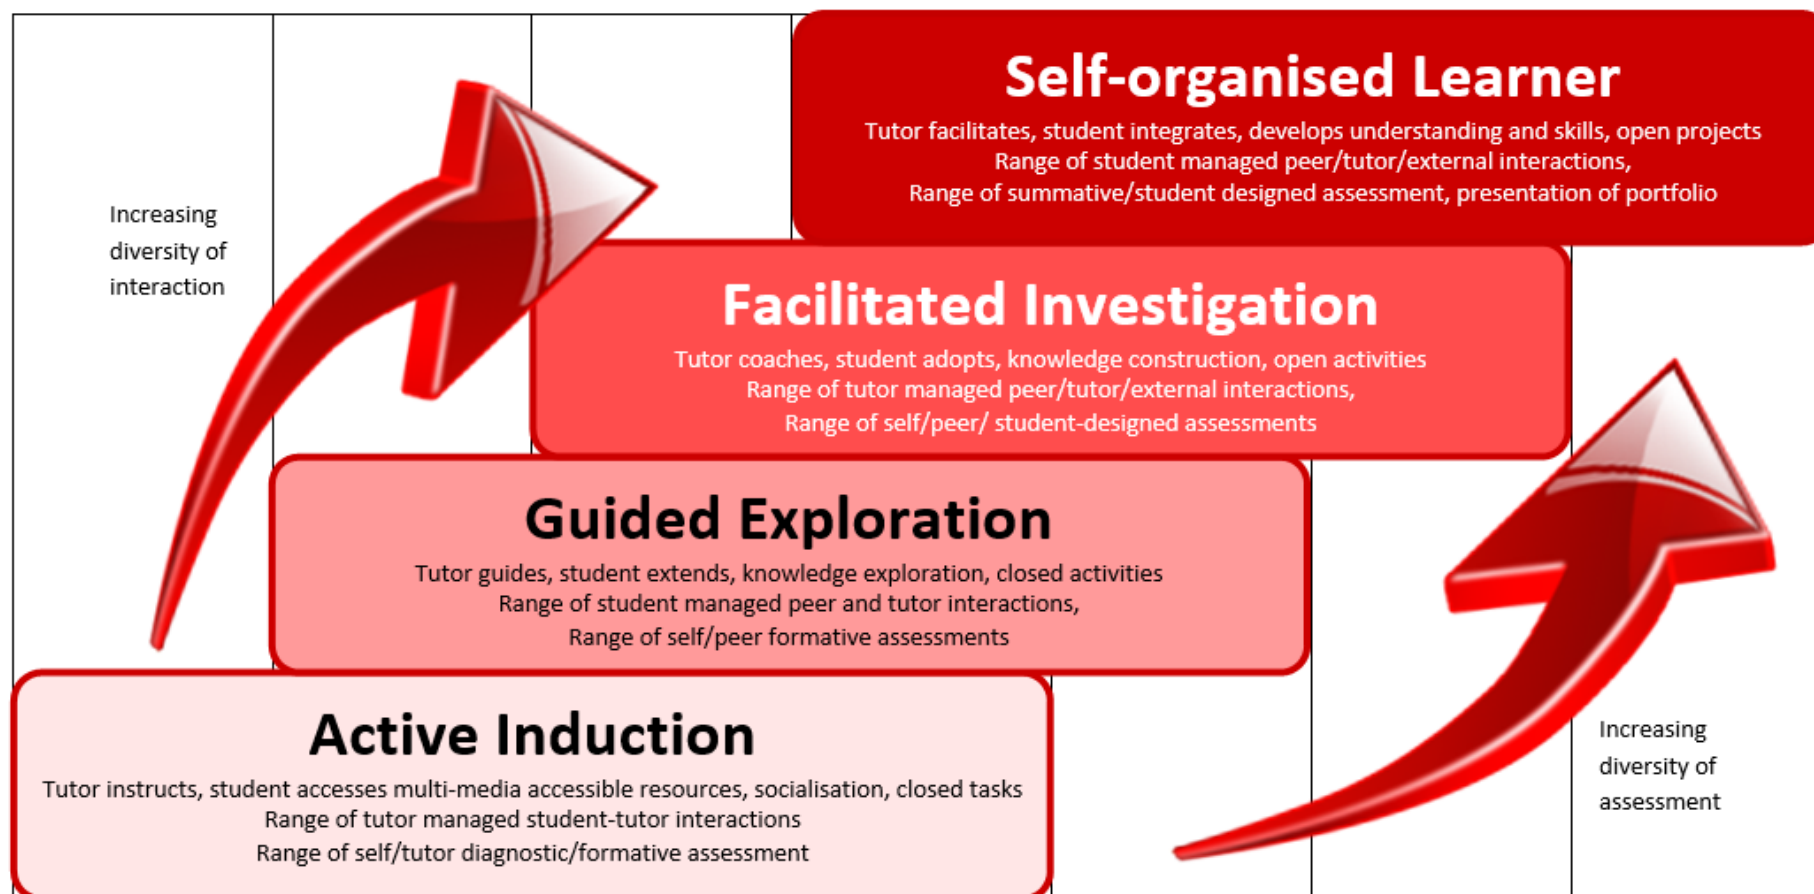 Self-organised Learner
Tutor facilitates, student integrates, develops understanding and skills, open projects
Range of student managed peer/tutor/external interactions,
Range of summative/student designed assessment, presentation of portfolio
Increasing
diversity of
interaction
Facilitated Investigation
Tutor coaches, student adopts, knowledge construction, open activities
Range of tutor managed peer/tutor/external interactions,
Range of self/peer/ student-designed assessments
Guided Exploration
Tutor guides, student extends, knowledge exploration, closed activities
Range of student managed peer and tutor interactions,
Range of self/peer formative assessments
Active Induction
Tutor instructs, student accesses multi-media accessible resources, socialisation, closed tasks
Range of tutor managed student-tutor interactions
Range of self/tutor diagnostic/formative assessment
Increasing
diversity of
assessment